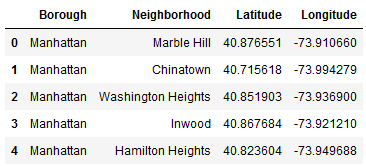 Borough Neighborhood Latitude Longitude
0 Manhattan Marble Hill 40.876551 -73.910660
1 Manhattan Chinatown 40.715618 -73.994279
2 Manhattan Washington Heights 40.851903 -73.936900
3 Manhattan Inwood 40.867684 -73.921210
4 Manhattan Hamilton Heights 40.823604 -73.949688